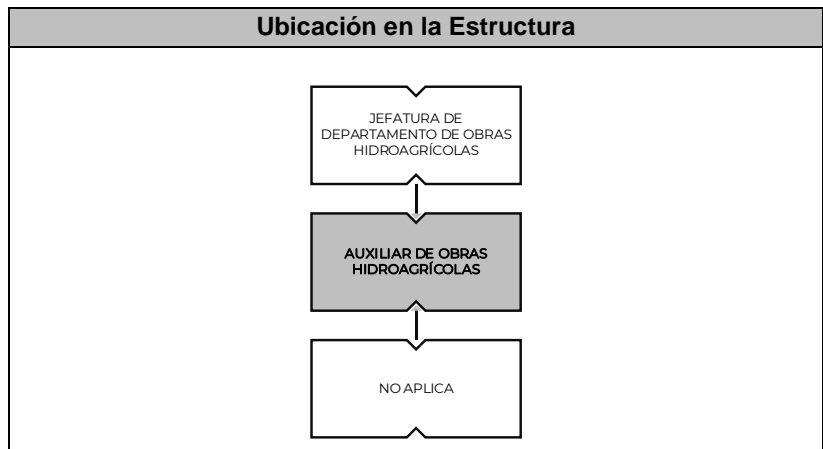 Ubicación en la Estructura
JEFATURA DE
DEPARTAMENTO DE OBRAS
HIDROAGRÍCOLAS
AUXILIAR DE OBRAS
HIDROAGRÍCOLAS
NO APLICA